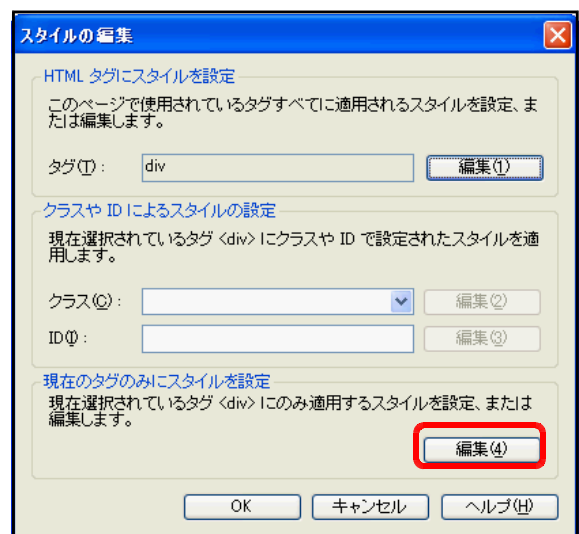 スタイルの編集
HTML タグにスタイルを設定
このページで使用されているタグすべてに適用されるスタイルを設定、ま
たは編集します。
タグ(T)： div 編集(1)
クラスや ID によるスタイルの設定
現在選択されているタグ <div> にクラスや ID で設定されたスタイルを適
用します。
クラス(C)： 編集(2)
ID(I)： 編集(3)
現在のタグのみにスタイルを設定
現在選択されているタグ <div> にのみ適用するスタイルを設定、または
編集します。
編集(4)
OK キャンセル ヘルプ(H)